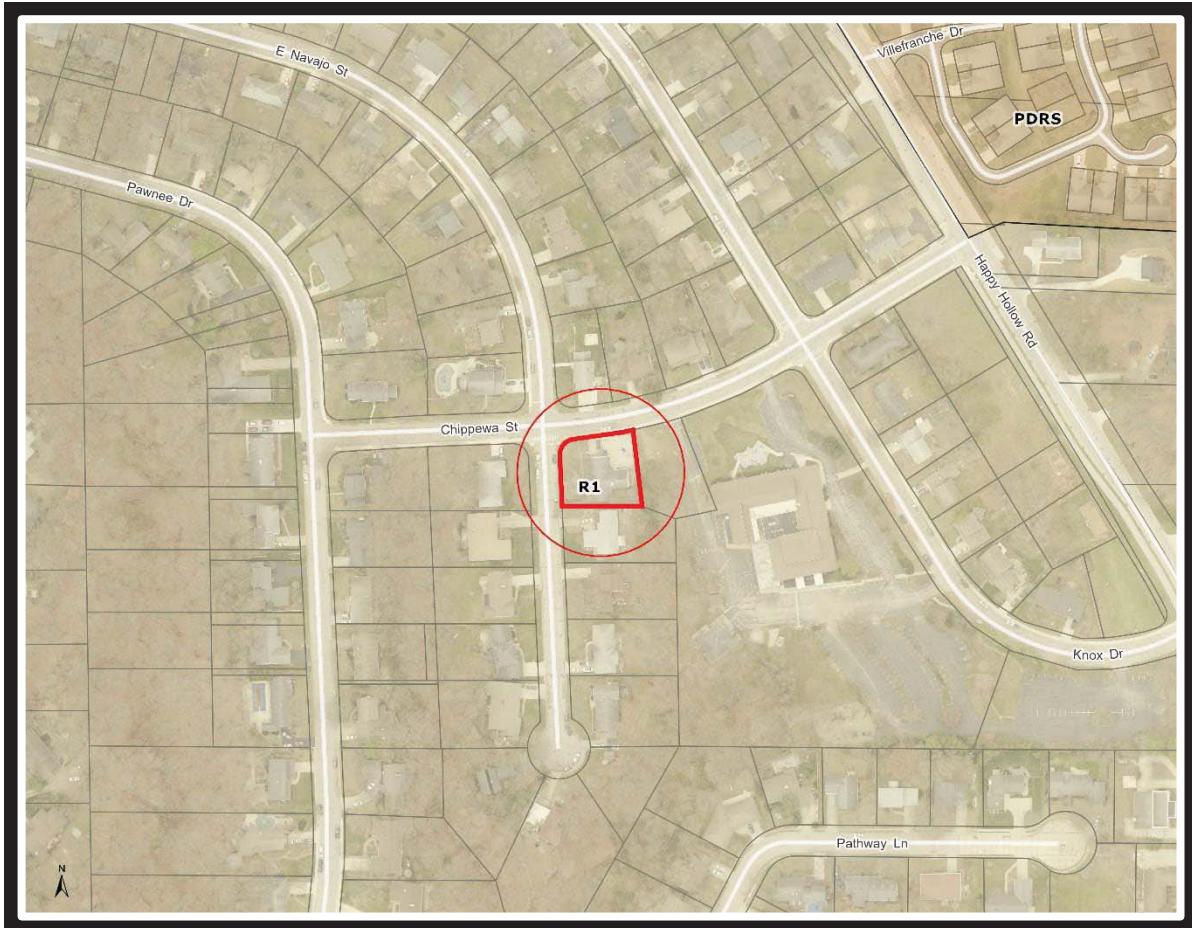 Villefranche Dr
E Navajo St
PDRS
Pawnee Dr
Happy Hollow Rd
Chippewa St
R1
Knox Dr
Pathway Ln
N